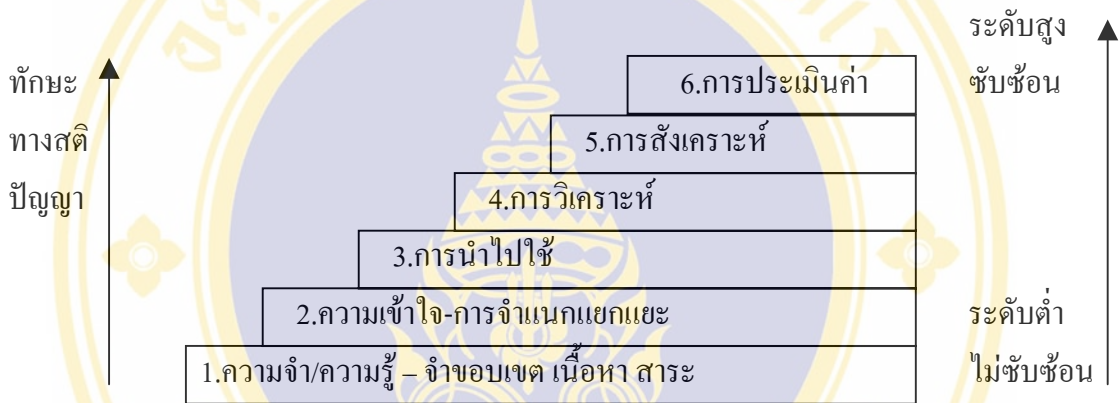 ระดับสูง
ทักษะ 6.การประเมินค่า ซับซ้อน
ทางสติ 5.การสังเคราะห์
ปัญญา 4.การวิเคราะห์
3.การนำไปใช้
2.ความเข้าใจ-การจำแนกแยกแยะ ระดับต่ำ
1.ความจำ/ความรู้ – จำขอบเขต เนื้อหา สาระ ไม่ซับซ้อน